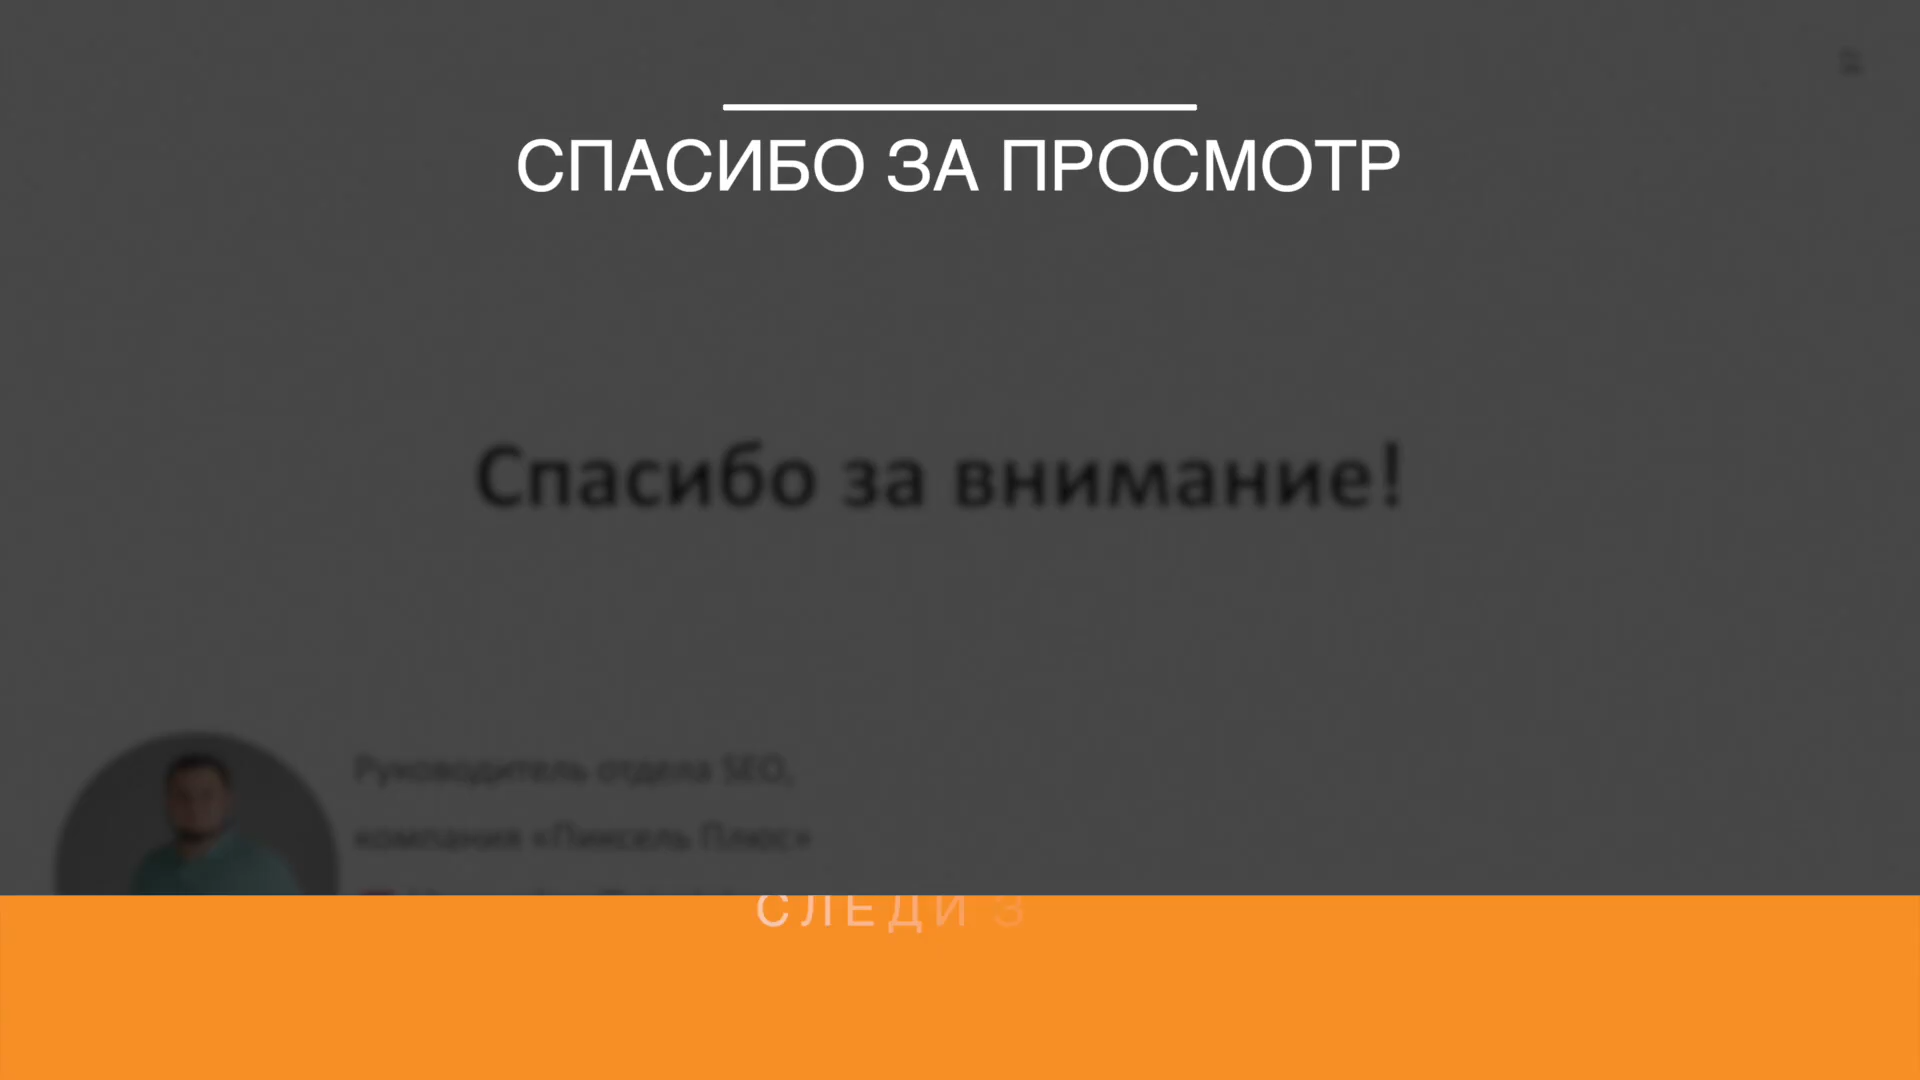 СПАСИБО ЗА ПРОСМОТР
Спасибо за внимание!
Руководитель отдела SEO,
компания «Пиксель Плюс»
СЛЕДИ З